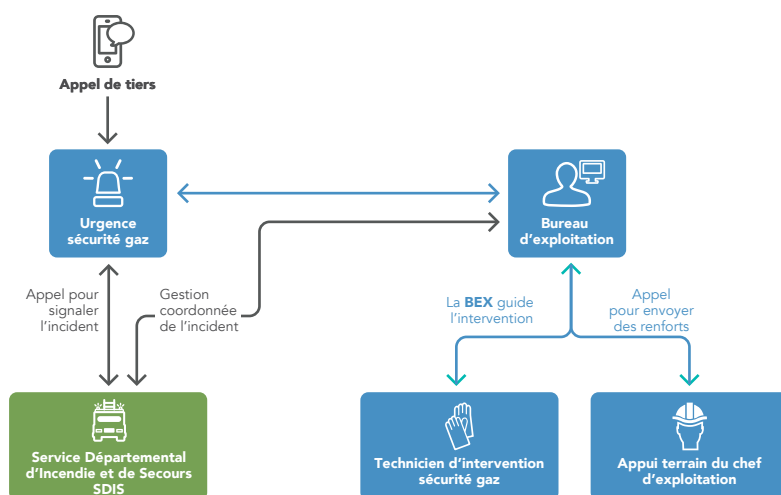 Appel de tiers
Urgence
sécurité gaz
Bureau
d'exploitation
Appel pour
signaler
l'incident
Gestion
coordonnée
de l'incident
La BEX guide
l'intervention
Appel
pour envoyer
des renforts
Service Départemental
d'Incendie et de Secours
SDIS
Technicien d'intervention
sécurité gaz
Appui terrain du chef
d'exploitation